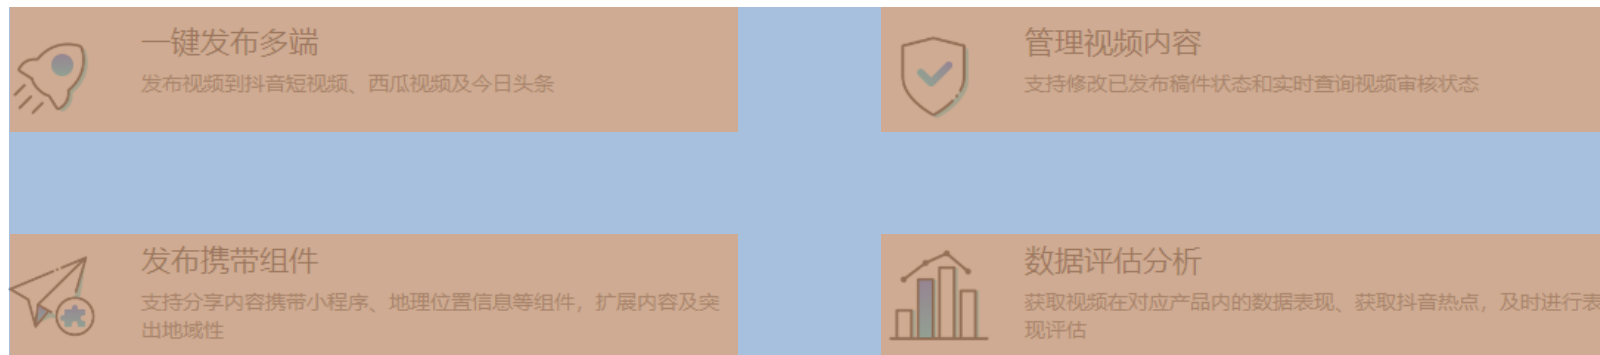 一键发布多端
发布视频到抖音短视频、西瓜视频及今日头条
管理视频内容
支持修改已发布稿件状态和实时查询视频审核状态
发布携带组件
支持分享内容携带小程序、地理位置信息等组件，扩展内容及突
出地域性
数据评估分析
获取视频在对应产品内的数据表现、获取抖音热点，及时进行表
现评估